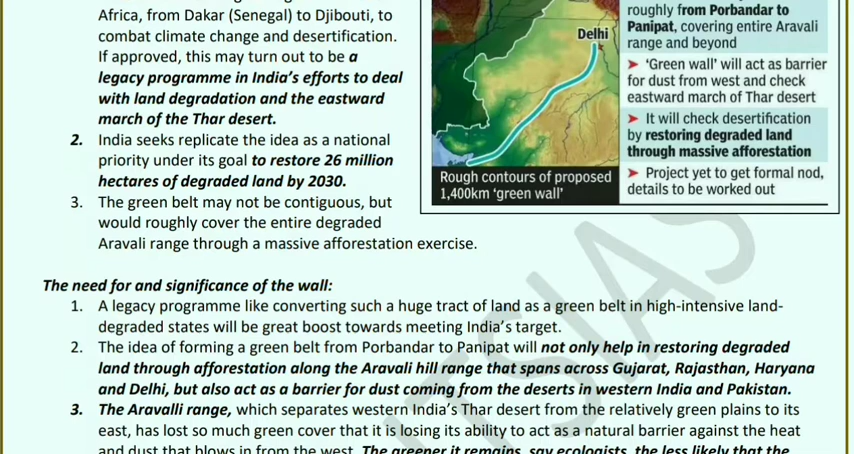 Africa, from Dakar (Senegal) to Djibouti, to
combat climate change and desertification.
If approved, this may turn out to be a
legacy programme in India's efforts to deal
with land degradation and the eastward
march of the Thar desert.
2. India seeks replicate the idea as a national
priority under its goal to restore 26 million
hectares of degraded land by 2030.
3. The green belt may not be contiguous, but
would roughly cover the entire degraded
Aravali range through a massive afforestation exercise.
Delhi
Rough contours of proposed
1,400km 'green wall'
roughly from Porbandar to
Panipat, covering entire Aravali
range and beyond
➤ 'Green wall' will act as barrier
for dust from west and check
eastward march of Thar desert
➤ It will check desertification
by restoring degraded land
through massive afforestation
➤ Project yet to get formal nod,
details to be worked out
The need for and significance of the wall:
1. A legacy programme like converting such a huge tract of land as a green belt in high-intensive land-
degraded states will be great boost towards meeting India's target.
2. The idea of forming a green belt from Porbandar to Panipat will not only help in restoring degraded
land through afforestation along the Aravali hill range that spans across Gujarat, Rajasthan, Haryana
and Delhi, but also act as a barrier for dust coming from the deserts in western India and Pakistan.
3. The Aravalli range, which separates western India's Thar desert from the relatively green plains to its
east, has lost so much green cover that it is losing its ability to act as a natural barrier against the heat
and dust that blows in from the west. The greener it remains, say ecologists, the less likely that the
ITSIAS